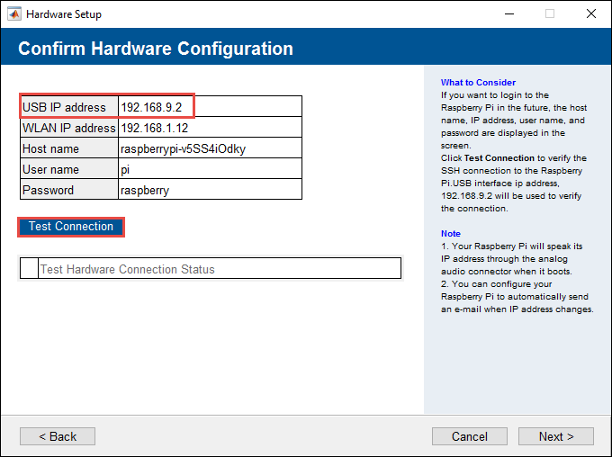 Hardware Setup
Confirm Hardware Configuration
USB IP address 192.168.9.2
WLAN IP address 192.168.1.12
Host name raspberrypi-v5SS4iOdky
User name pi
Password raspberry
Test Connection
Test Hardware Connection Status
What to Consider
If you want to login to the
Raspberry Pi in the future, the host
name, IP address, user name, and
password are displayed in the
screen.
Click Test Connection to verify the
SSH connection to the Raspberry
Pi.USB interface ip address,
192.168.9.2 will be used to verify
the connection.
Note
1. Your Raspberry Pi will speak its
IP address through the analog
audio connector when it boots.
2. You can configure your
Raspberry Pi to automatically send
an e-mail when IP address changes.
< Back
Cancel
Next >